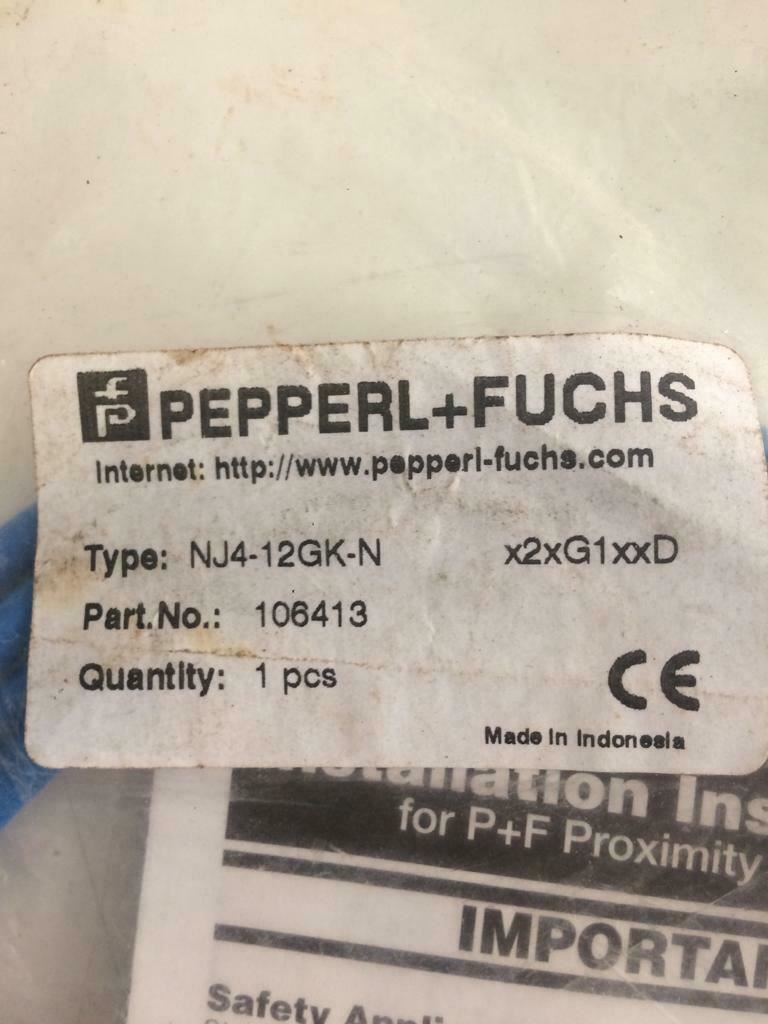 PEPPERL+FUCHS
Internet: http://www.pepperl-fuchs.com
Type: NJ4-12GK-N x2xG1xxD
Part.No.: 106413
Quantity: 1 pcs
CE
Made in Indonesia
for P+F Proximity
Safety